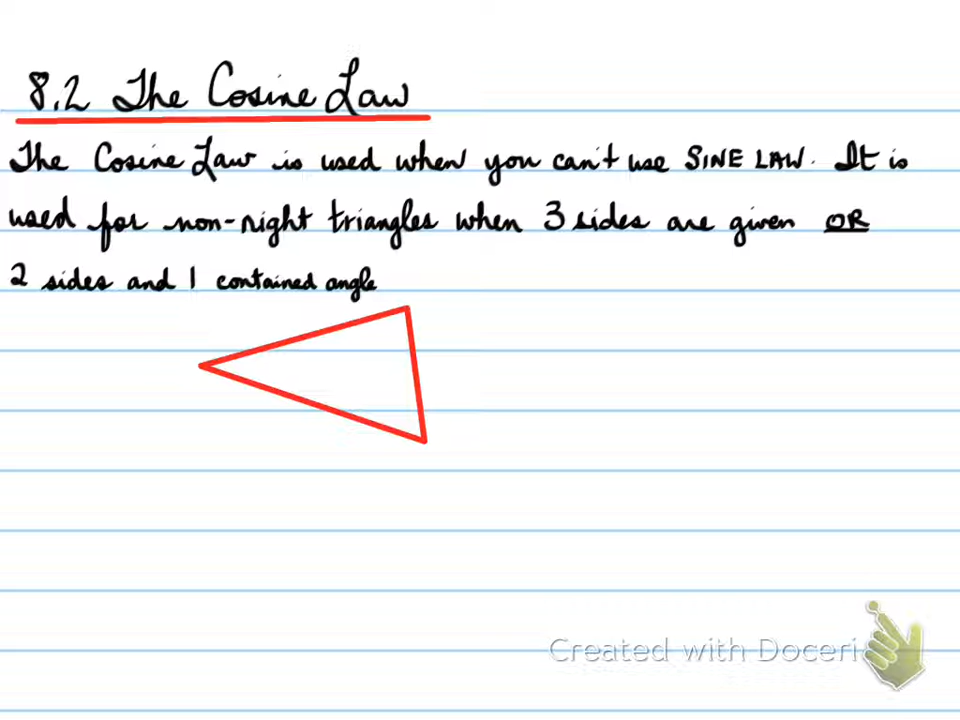 8.2 The Cosine Law
The Cosine Law is used when you can't use SINE LAW. It is
used for non-right triangles when 3 sides are given OR
2 sides and 1 contained angle
Created with Doceri